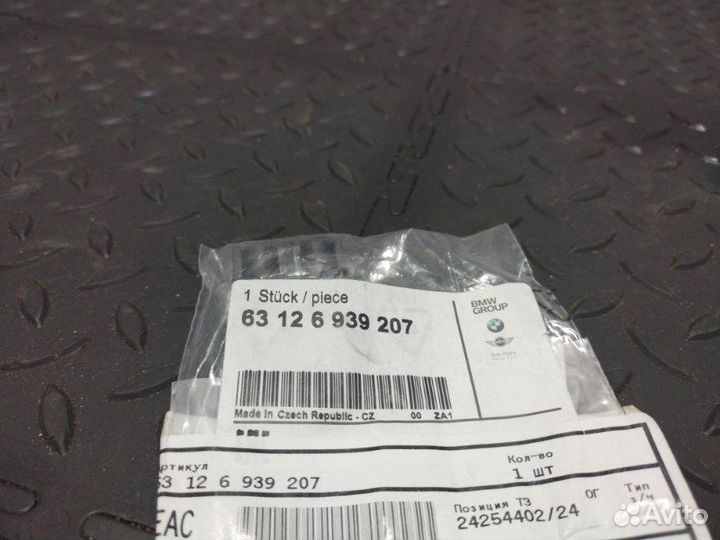 1 Stück / piece
63 12 6 939 207
BMW
GROUP
Made in Czech Republic - CZ 00 ZA1
артикул
63 12 6 939 207
Кол-во
1 шт
EAC
Позиция ТЗ
24254402/24
ОГ
Тип
з/ч
Avito